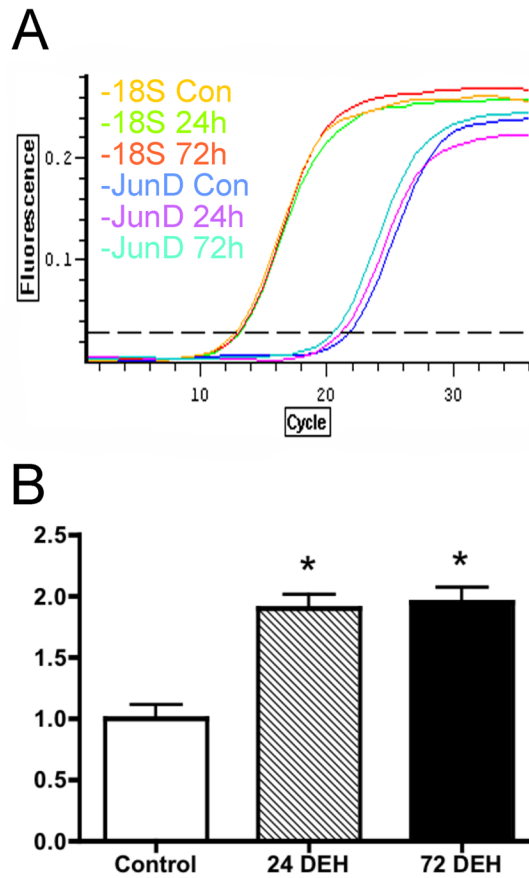 A
-18S Con
-18S 24h
-18S 72h
-JunD Con
-JunD 24h
-JunD 72h
Fluorescence
0.2
0.1
10 20 30
Cycle
B
2.5
2.0
1.5
1.0
0.5
0.0
* *
Control 24 DEH 72 DEH